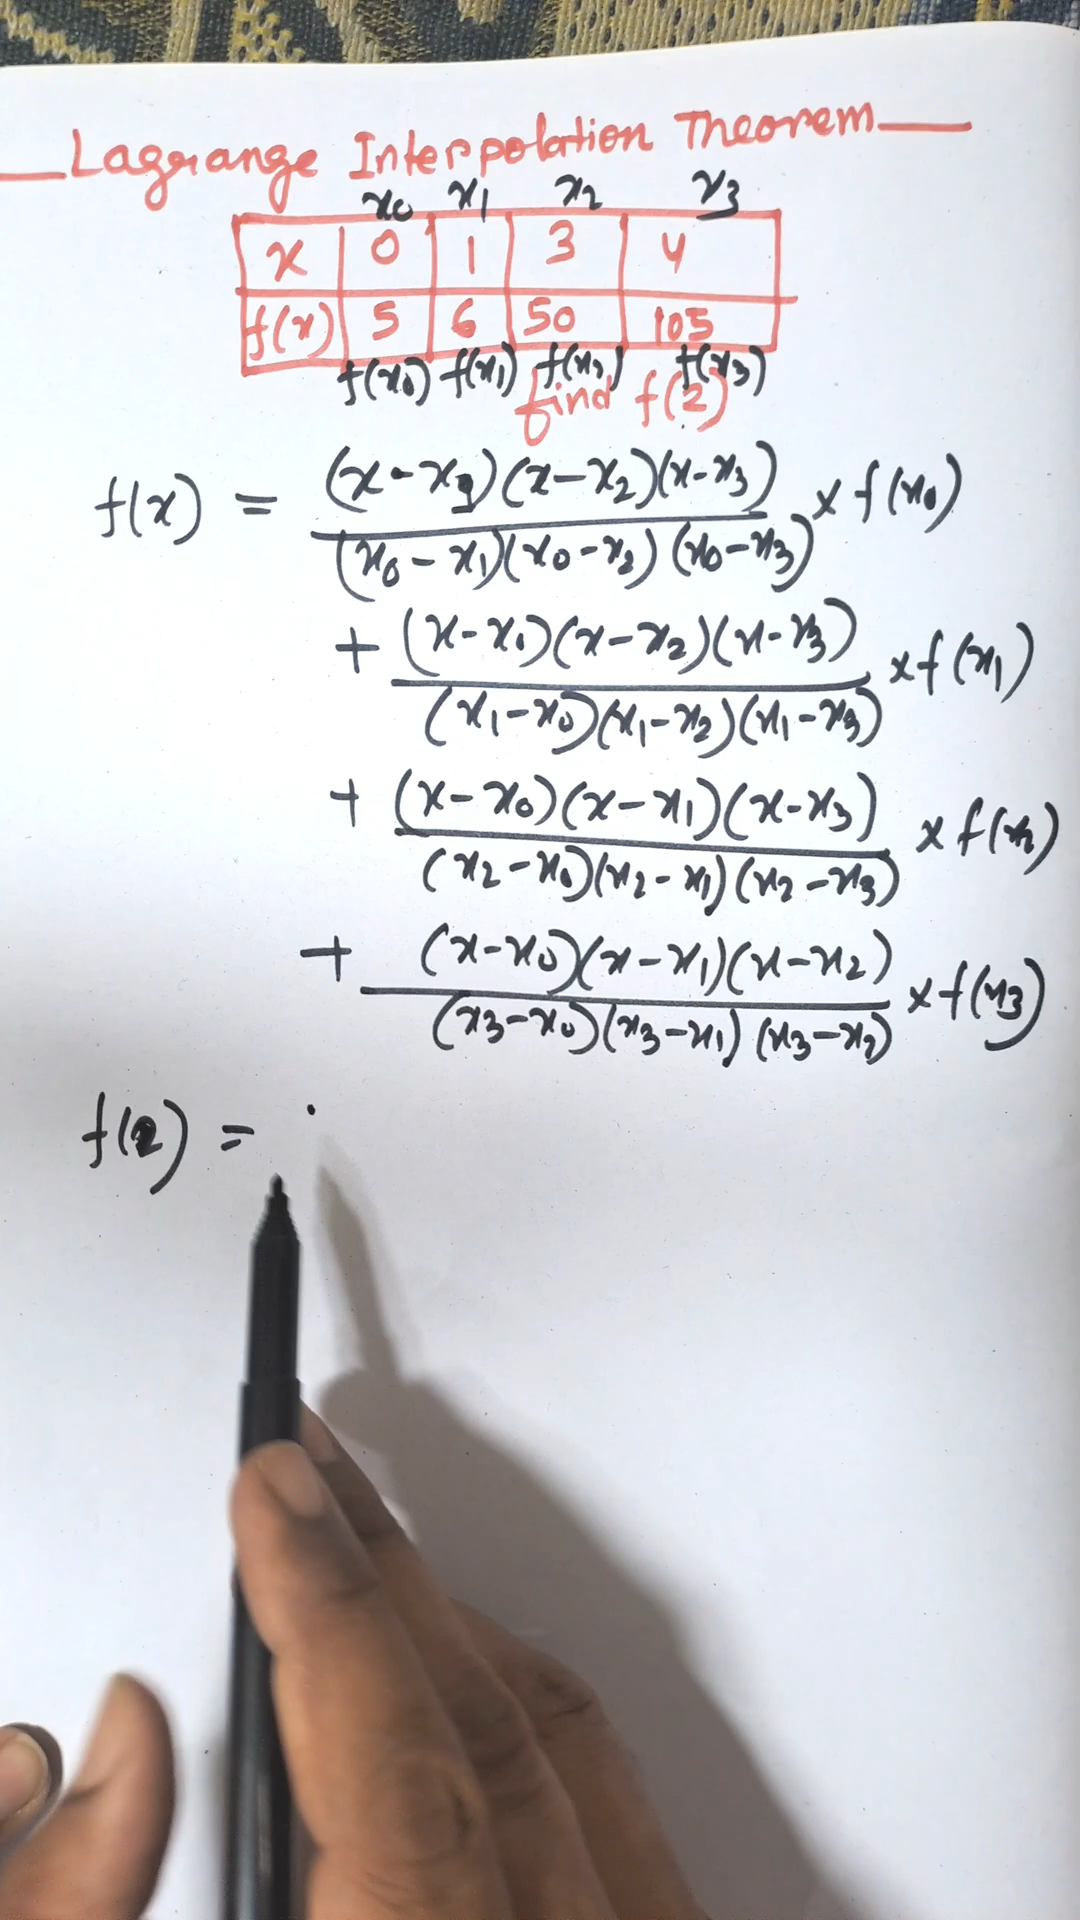 Lagrange Interpolation Theorem
x₀ x₁ x₂ x₃
x 0 1 3 4
f(x) 5 6 50 105
f(x₀) f(x₁) f(x₂) f(x₃)
find f(2)
f(x) = (x-x₁)(x-x₂)(x-x₃) × f(x₀)
(x₀-x₁)(x₀-x₂)(x₀-x₃)
+ (x-x₀)(x-x₂)(x-x₃) × f(x₁)
(x₁-x₀)(x₁-x₂)(x₁-x₃)
+ (x-x₀)(x-x₁)(x-x₃) × f(x₂)
(x₂-x₀)(x₂-x₁)(x₂-x₃)
+ (x-x₀)(x-x₁)(x-x₂) × f(x₃)
(x₃-x₀)(x₃-x₁)(x₃-x₂)
f(2) =